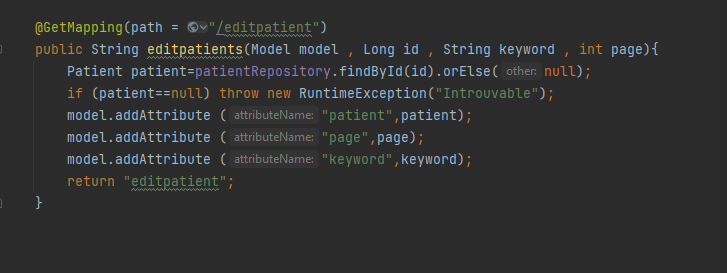 @GetMapping(path = "/editpatient")
public String editpatients(Model model , Long id , String keyword , int page){
Patient patient=patientRepository.findById(id).orElse( other: null);
if (patient==null) throw new RuntimeException("Introuvable");
model.addAttribute ( attributeName: "patient",patient);
model.addAttribute ( attributeName: "page",page);
model.addAttribute ( attributeName: "keyword",keyword);
return "editpatient";
}